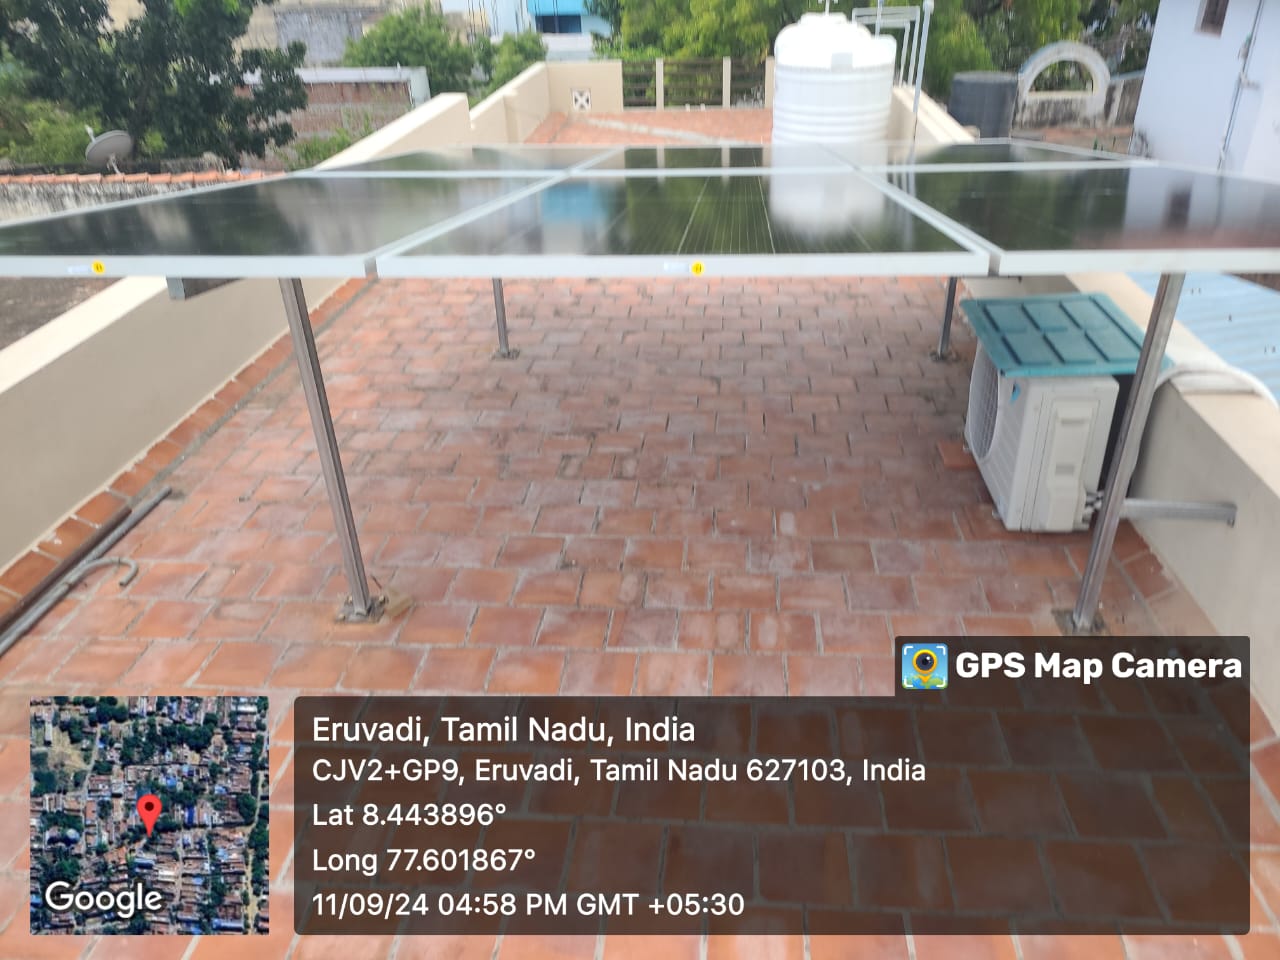 GPS Map Camera
Eruvadi, Tamil Nadu, India
CJV2+GP9, Eruvadi, Tamil Nadu 627103, India
Lat 8.443896°
Long 77.601867°
11/09/24 04:58 PM GMT +05:30
Google